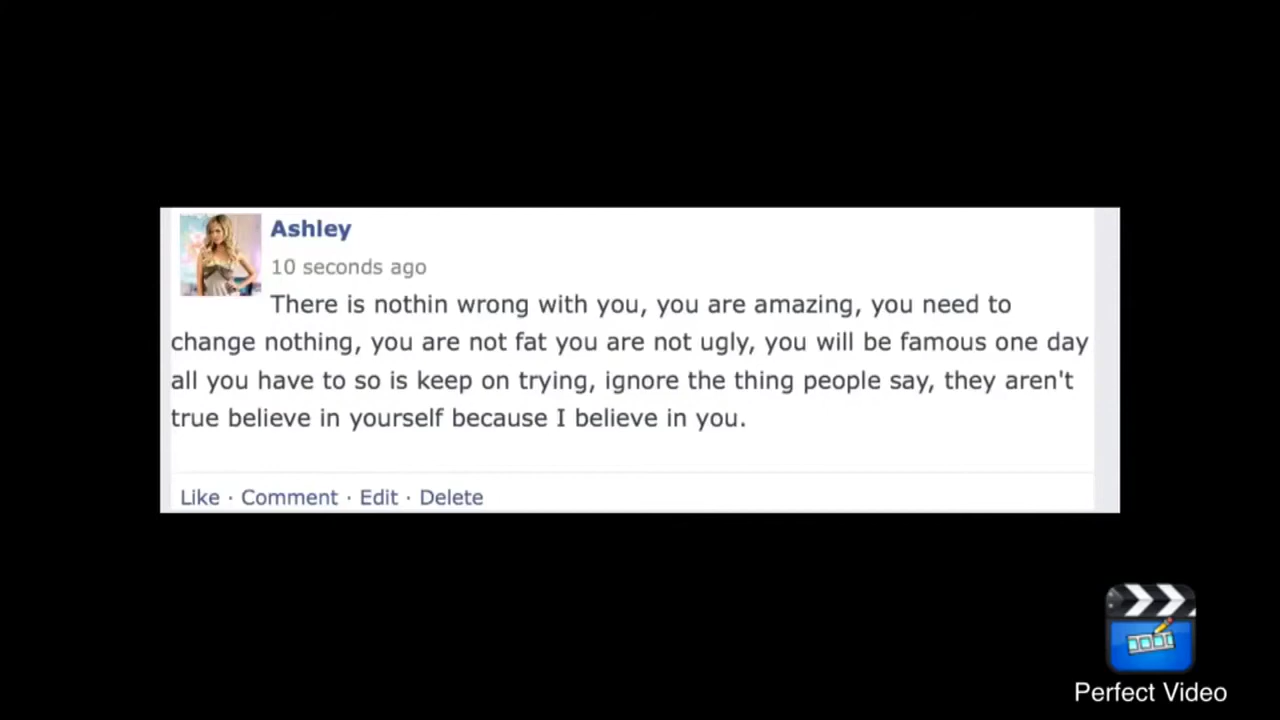 Ashley
10 seconds ago
There is nothin wrong with you, you are amazing, you need to
change nothing, you are not fat you are not ugly, you will be famous one day
all you have to so is keep on trying, ignore the thing people say, they aren't
true believe in yourself because I believe in you.
Like · Comment · Edit · Delete
Perfect Video